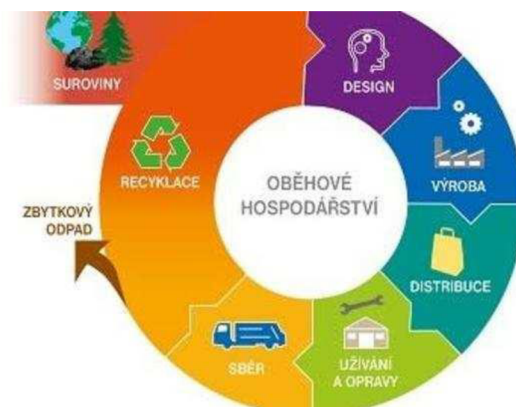 SUROVINY
DESIGN
VÝROBA
DISTRIBUCE
UŽÍVÁNÍ
A OPRAVY
SBĚR
RECYKLACE
ZBYTKOVÝ
ODPAD
OBĚHOVÉ
HOSPODÁŘSTVÍ